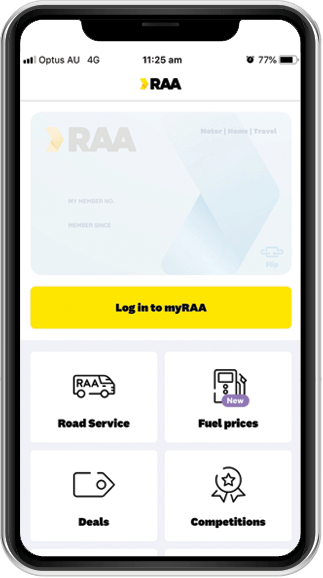 Optus AU 4G 11:25 am 77%
RAA
RAA Motor | Home | Travel
MY MEMBER NO.
MEMBER SINCE
Flip
Log in to myRAA
RAA New
Road Service Fuel prices
Deals Competitions